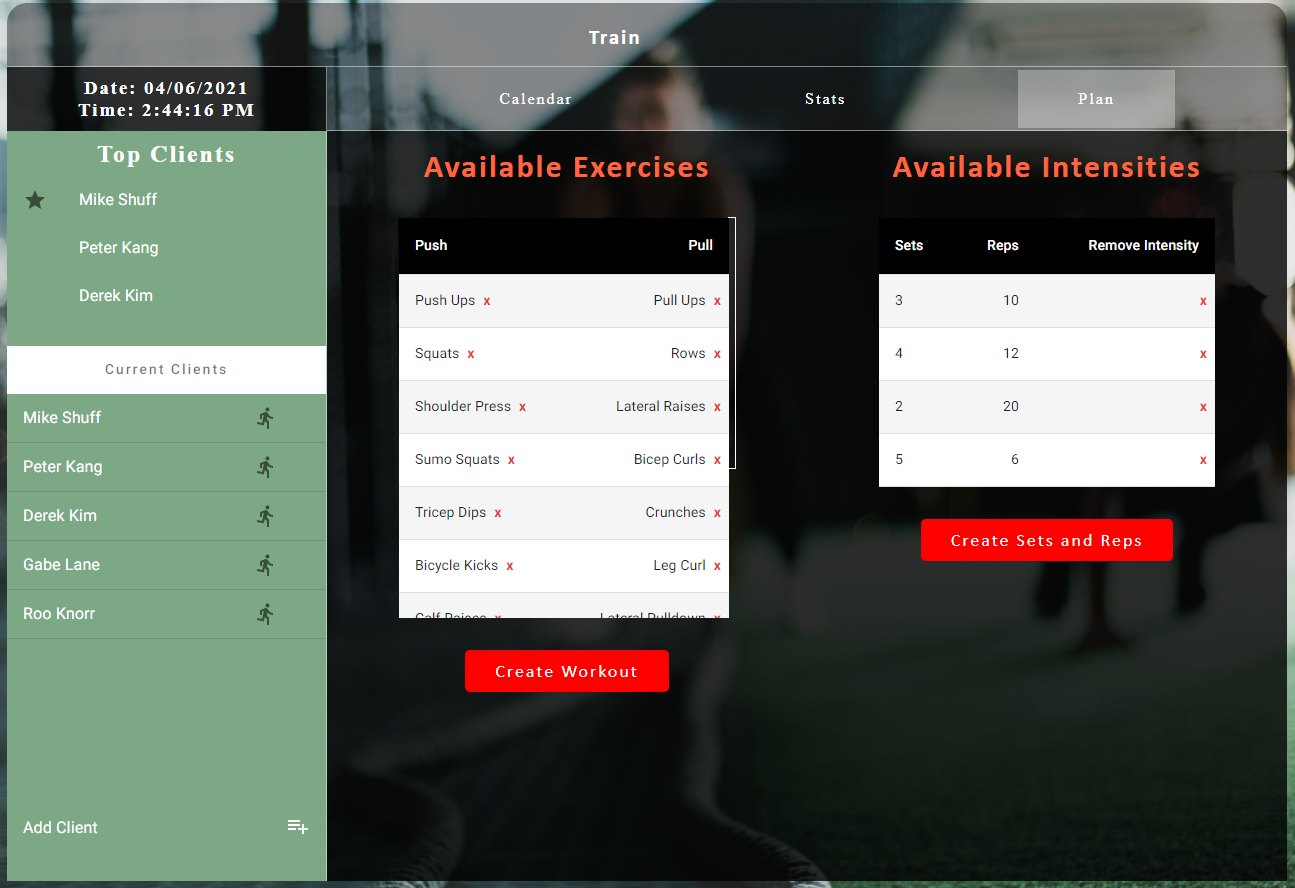 Train
Date: 04/06/2021
Time: 2:44:16 PM
Calendar Stats Plan
Top Clients
Mike Shuff
Peter Kang
Derek Kim
Current Clients
Mike Shuff
Peter Kang
Derek Kim
Gabe Lane
Roo Knorr
Add Client
Available Exercises
Push Pull
Push Ups x Pull Ups x
Squats x Rows x
Shoulder Press x Lateral Raises x
Sumo Squats x Bicep Curls x
Tricep Dips x Crunches x
Bicycle Kicks x Leg Curl x
Calf Raises x Lateral Pulldown x
Create Workout
Available Intensities
Sets Reps Remove Intensity
3 10 x
4 12 x
2 20 x
5 6 x
Create Sets and Reps